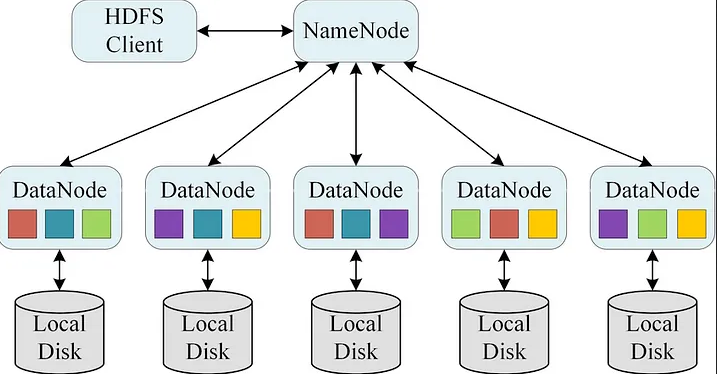 HDFS
Client
NameNode
DataNode
DataNode
DataNode
DataNode
DataNode
Local
Disk
Local
Disk
Local
Disk
Local
Disk
Local
Disk